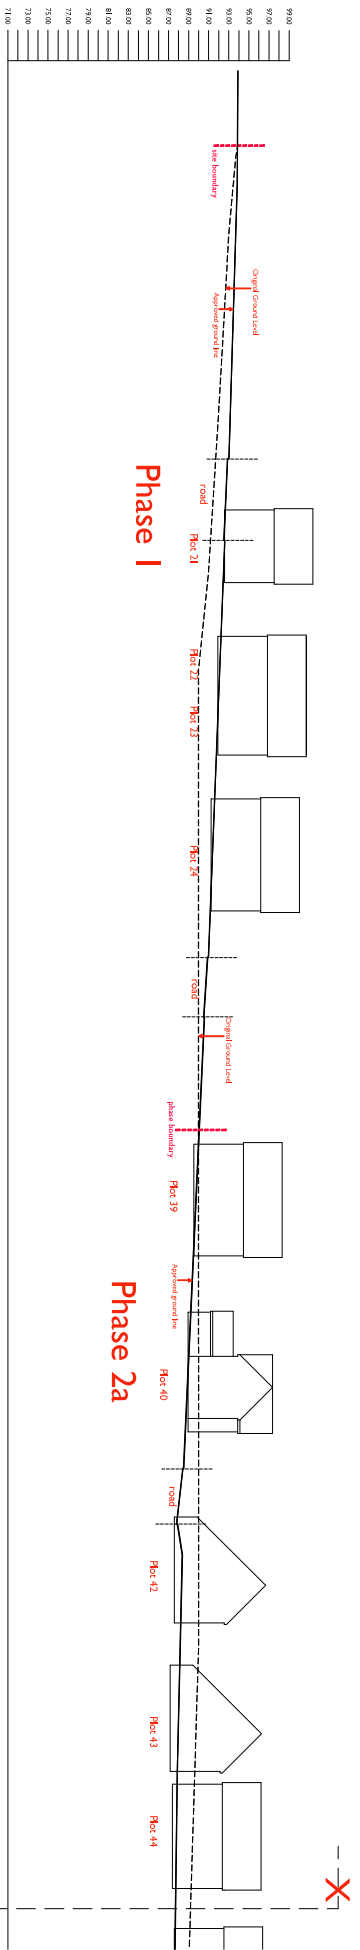 99.00
97.00
95.00
93.00
91.00
89.00
87.00
85.00
83.00
81.00
79.00
77.00
75.00
73.00
71.00
site boundary
Original Ground Level
Approved ground line
road
Phase 1
Plot 21
Plot 22
Plot 23
Plot 24
road
Original Ground Level
phase boundary
Plot 39
Approved ground line
Phase 2a
Plot 40
road
Plot 42
Plot 43
Plot 44
X